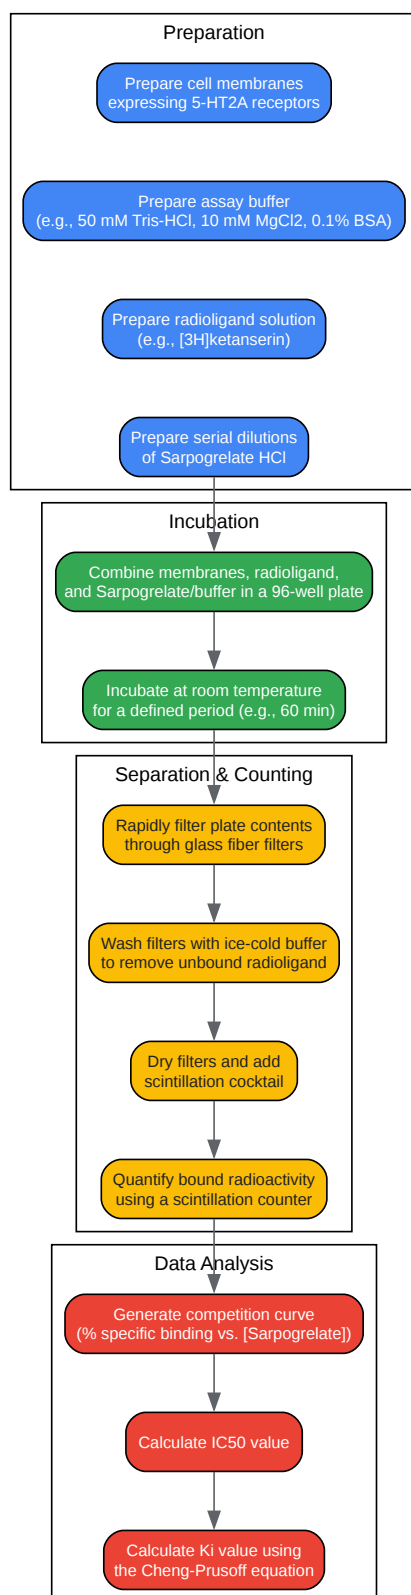 Preparation
Prepare cell membranes
expressing 5-HT2A receptors
Prepare assay buffer
(e.g., 50 mM Tris-HCl, 10 mM MgCl2, 0.1% BSA)
Prepare radioligand solution
(e.g., [3H]ketanserin)
Prepare serial dilutions
of Sarpogrelate HCl
Incubation
Combine membranes, radioligand,
and Sarpogrelate/buffer in a 96-well plate
Incubate at room temperature
for a defined period (e.g., 60 min)
Separation & Counting
Rapidly filter plate contents
through glass fiber filters
Wash filters with ice-cold buffer
to remove unbound radioligand
Dry filters and add
scintillation cocktail
Quantify bound radioactivity
using a scintillation counter
Data Analysis
Generate competition curve
(% specific binding vs. [Sarpogrelate])
Calculate IC50 value
Calculate Ki value using
the Cheng-Prusoff equation